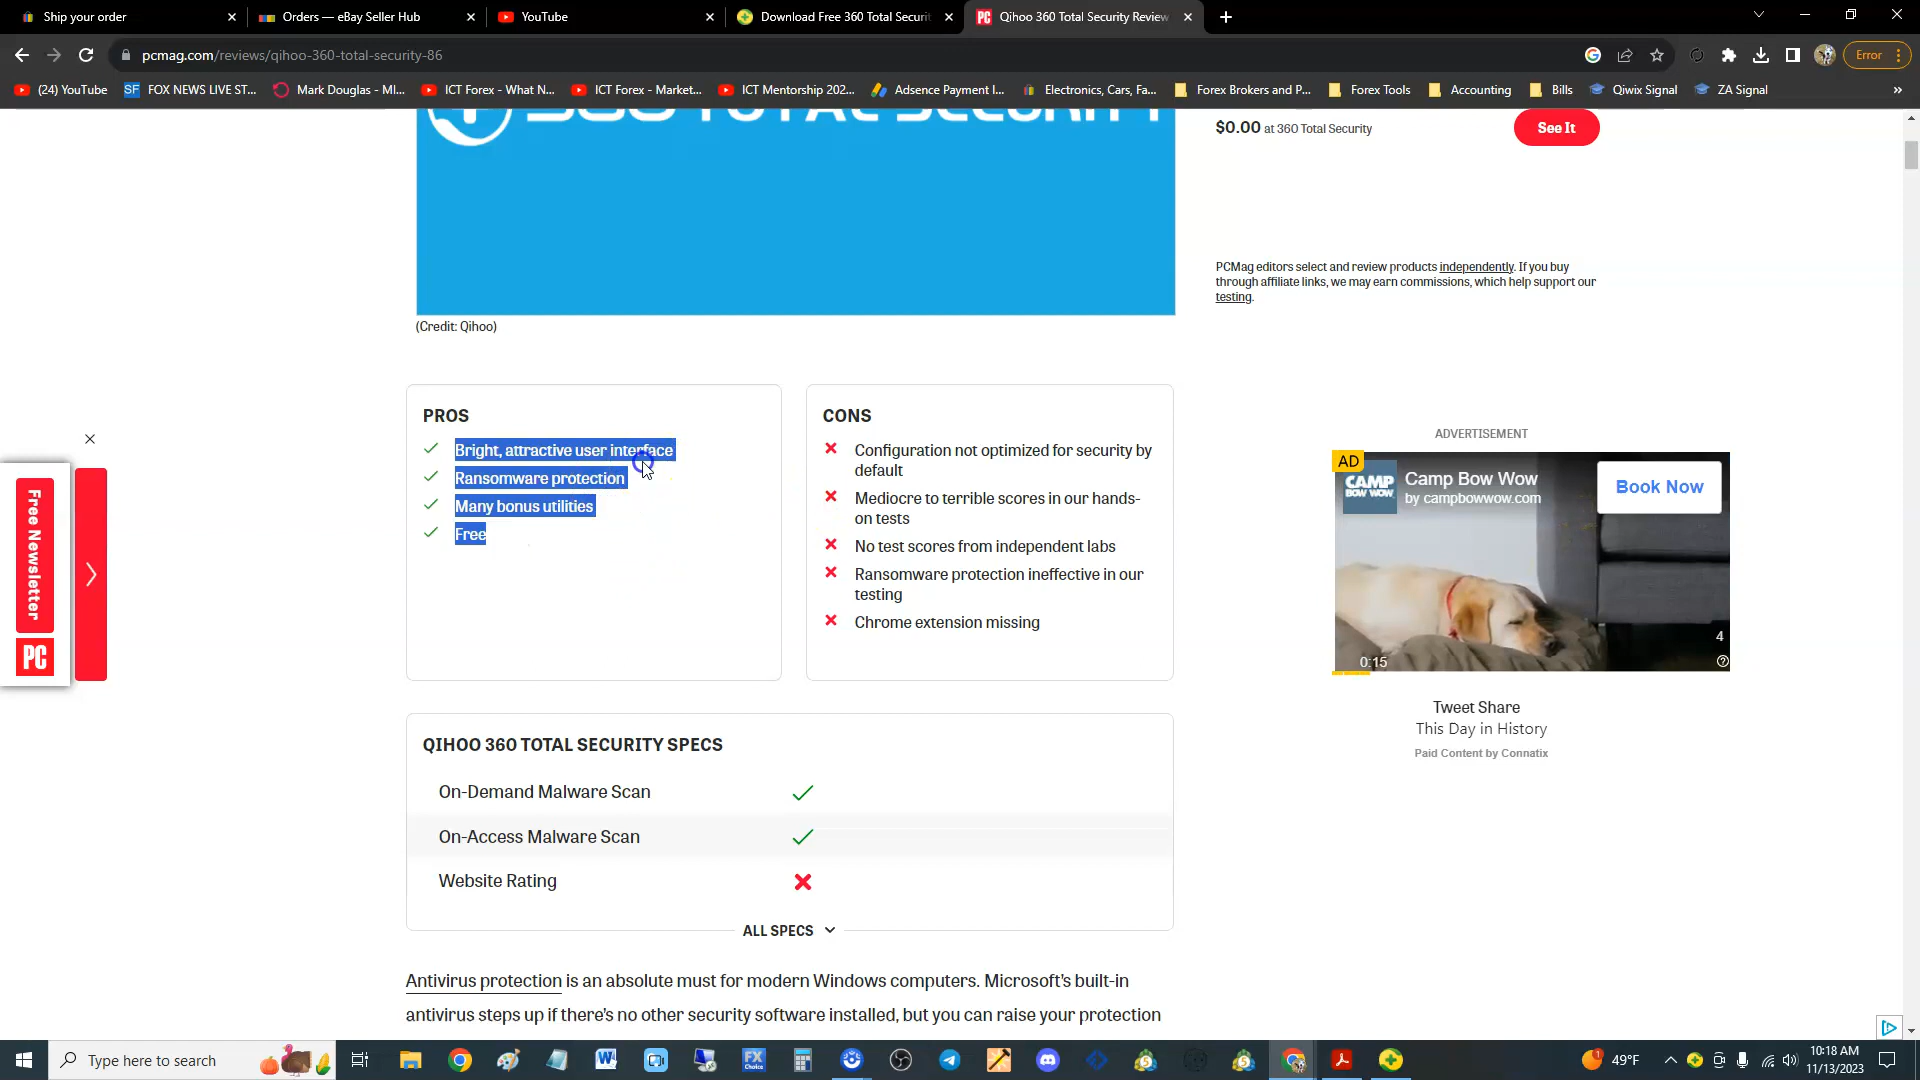 Ship your order
Orders — eBay Seller Hub
YouTube
Download Free 360 Total Securit
Qihoo 360 Total Security Review
pcmag.com/reviews/qihoo-360-total-security-86
Error
(24) YouTube
SF FOX NEWS LIVE ST...
Mark Douglas - MI...
ICT Forex - What N...
ICT Forex - Market...
ICT Mentorship 202...
Adsence Payment I...
Electronics, Cars, Fa...
Forex Brokers and P...
Forex Tools
Accounting
Bills
Qiwix Signal
ZA Signal
»
360 TOTAL SECURITY
$0.00 at 360 Total Security
See It
PCMag editors select and review products independently. If you buy
through affiliate links, we may earn commissions, which help support our
testing.
(Credit: Qihoo)
PROS
Bright, attractive user interface
Ransomware protection
Many bonus utilities
Free
CONS
Configuration not optimized for security by
default
Mediocre to terrible scores in our hands-
on tests
No test scores from independent labs
Ransomware protection ineffective in our
testing
Chrome extension missing
ADVERTISEMENT
AD
CAMP
BOW WOW
Camp Bow Wow
by campbowwow.com
Book Now
4
0:15
Tweet Share
This Day in History
Paid Content by Connatix
Free Newsletter
PC
QIHOO 360 TOTAL SECURITY SPECS
On-Demand Malware Scan
On-Access Malware Scan
Website Rating
ALL SPECS
Antivirus protection is an absolute must for modern Windows computers. Microsoft's built-in
antivirus steps up if there's no other security software installed, but you can raise your protection
Type here to search
FX
Choice
1
49°F
10:18 AM
11/13/2023